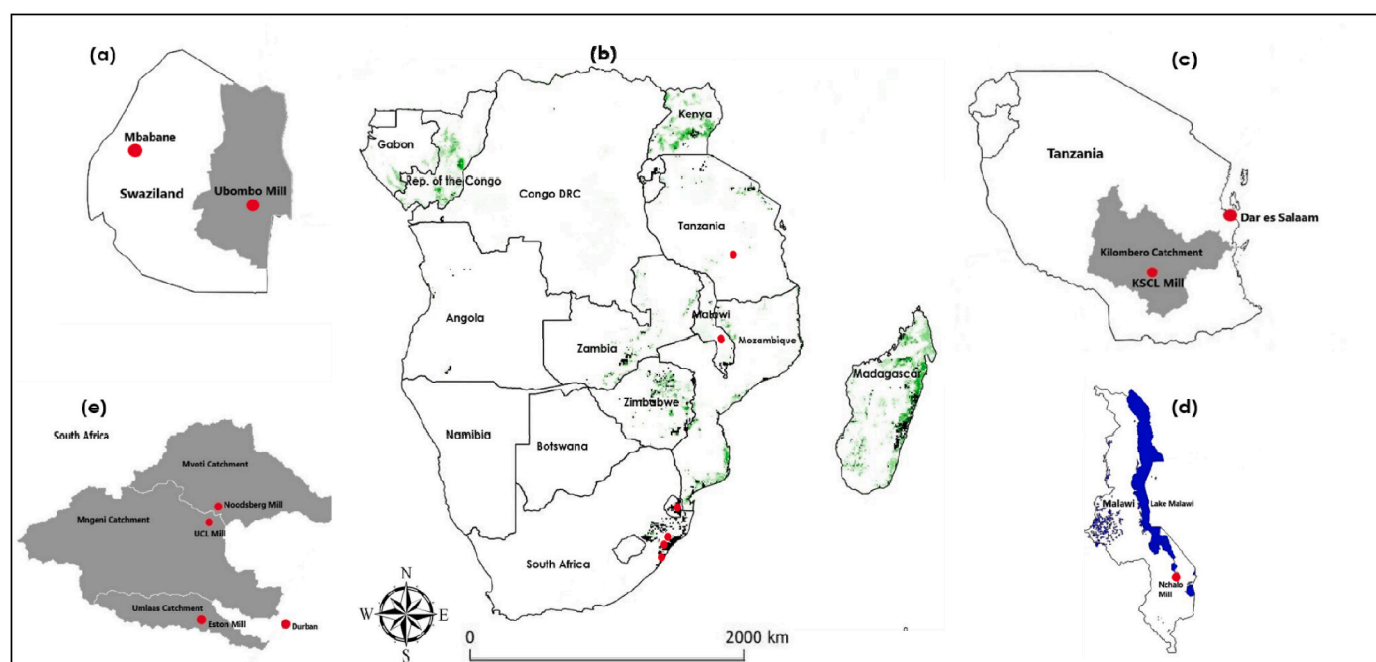 (a)
Mbabane
Swaziland
Ubombo Mill
(b)
Gabon
Rep. of the Congo
Congo DRC
Kenya
Tanzania
Angola
Zambia
Malawi
Mozambique
Zimbabwe
Madagascar
Namibia
Botswana
South Africa
N
W
E
S
0
2000 km
(c)
Tanzania
Dar es Salaam
Kilombero Catchment
KSCL Mill
(e)
South Africa
Mvoti Catchment
Noodsberg Mill
Mngeni Catchment
UCL Mill
Umlaas Catchment
Eston Mill
Durban
(d)
Malawi
Lake Malawi
Nchalo
Mill